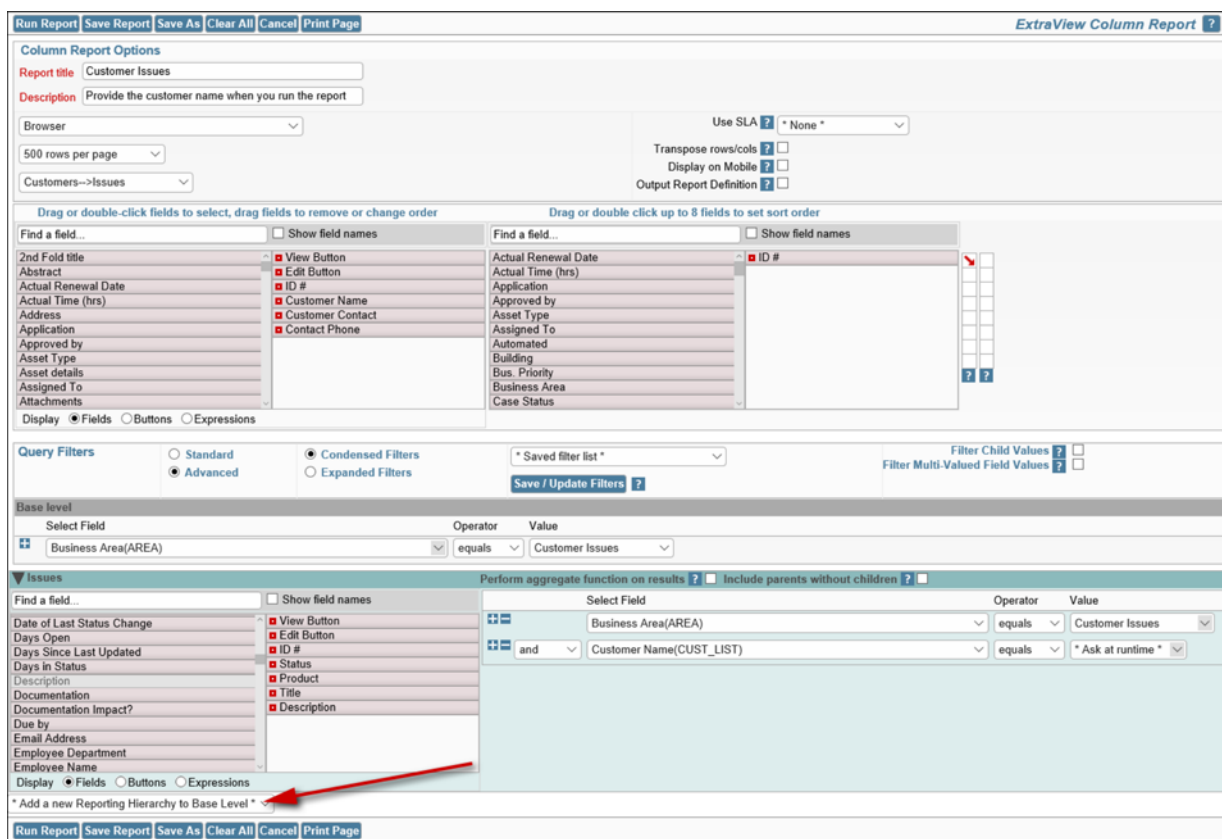 Run Report Save Report Save As Clear All Cancel Print Page ExtraView Column Report ?
Column Report Options
Report title Customer Issues
Description Provide the customer name when you run the report
Browser Use SLA ? * None *
500 rows per page Transpose rows/cols ?
Display on Mobile ?
Customers-->Issues Output Report Definition ?
Drag or double-click fields to select, drag fields to remove or change order Drag or double click up to 8 fields to set sort order
Find a field... Show field names Find a field... Show field names
2nd Fold title View Button Actual Renewal Date ID #
Abstract Edit Button Actual Time (hrs)
Actual Renewal Date ID # Application
Actual Time (hrs) Customer Name Approved by
Address Customer Contact Asset Type
Application Contact Phone Assigned To
Approved by Automated
Asset Type Building
Asset details Bus. Priority ? ?
Assigned To Business Area
Attachments Case Status
Display Fields Buttons Expressions
Query Filters Standard Condensed Filters * Saved filter list * Filter Child Values ?
Advanced Expanded Filters Filter Multi-Valued Field Values ?
Save / Update Filters ?
Base level
Select Field Operator Value
Business Area(AREA) equals Customer Issues
Issues Perform aggregate function on results ? Include parents without children ?
Find a field... Show field names Select Field Operator Value
Date of Last Status Change View Button Business Area(AREA) equals Customer Issues
Days Open Edit Button
Days Since Last Updated ID # and Customer Name(CUST_LIST) equals * Ask at runtime *
Days in Status Status
Description Product
Documentation Title
Documentation Impact? Description
Due by
Email Address
Employee Department
Employee Name
Display Fields Buttons Expressions
* Add a new Reporting Hierarchy to Base Level *
Run Report Save Report Save As Clear All Cancel Print Page